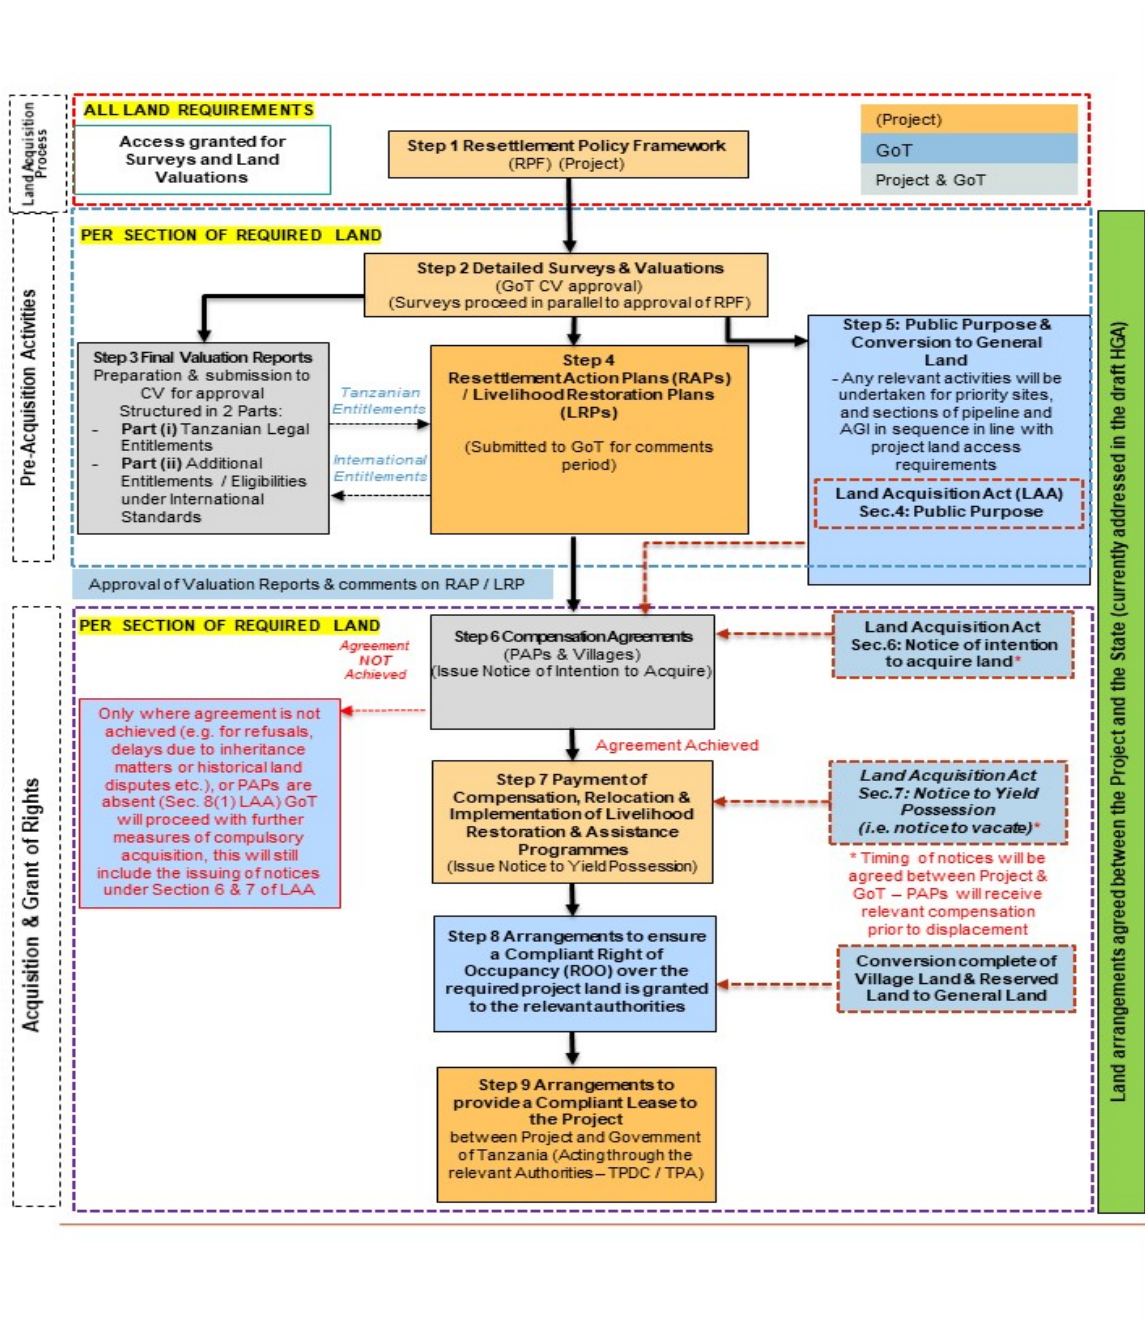 Land Acquisition
Process
ALL LAND REQUIREMENTS
Access granted for
Surveys and Land
Valuations
Step 1 Resettlement Policy Framework
(RPF) (Project)
(Project)
GoT
Project & GoT
Pre-Acquisition Activities
PER SECTION OF REQUIRED LAND
Step 2 Detailed Surveys & Valuations
(GoT CV approval)
(Surveys proceed in parallel to approval of RPF)
Step 3 Final Valuation Reports
Preparation & submission to
CV for approval
Structured in 2 Parts:
- Part (i) Tanzanian Legal
Entitlements
- Part (ii) Additional
Entitlements / Eligibilities
under International
Standards
Tanzanian
Entitlements
International
Entitlements
Step 4
Resettlement Action Plans (RAPs)
/ Livelihood Restoration Plans
(LRPs)
(Submitted to GoT for comments
period)
Step 5: Public Purpose &
Conversion to General
Land
- Any relevant activities will be
undertaken for priority sites,
and sections of pipeline and
AGI in sequence in line with
project land access
requirements
Land Acquisition Act (LAA)
Sec.4: Public Purpose
Approval of Valuation Reports & comments on RAP / LRP
Acquisition & Grant of Rights
PER SECTION OF REQUIRED LAND
Agreement
NOT
Achieved
Step 6 Compensation Agreements
(PAPs & Villages)
(Issue Notice of Intention to Acquire)
Land Acquisition Act
Sec.6: Notice of intention
to acquire land*
Only where agreement is not
achieved (e.g. for refusals,
delays due to inheritance
matters or historical land
disputes etc.), or PAPs are
absent (Sec. 8(1) LAA) GoT
will proceed with further
measures of compulsory
acquisition, this will still
include the issuing of notices
under Section 6 & 7 of LAA
Agreement Achieved
Step 7 Payment of
Compensation, Relocation &
Implementation of Livelihood
Restoration & Assistance
Programmes
(Issue Notice to Yield Possession)
Land Acquisition Act
Sec.7: Notice to Yield
Possession
(i.e. notice to vacate)*
* Timing of notices will be
agreed between Project &
GoT – PAPs will receive
relevant compensation
prior to displacement
Step 8 Arrangements to ensure
a Compliant Right of
Occupancy (ROO) over the
required project land is granted
to the relevant authorities
Conversion complete of
Village Land & Reserved
Land to General Land
Step 9 Arrangements to
provide a Compliant Lease to
the Project
between Project and Government
of Tanzania (Acting through the
relevant Authorities – TPDC / TPA)
Land arrangements agreed between the Project and the State (currently addressed in the draft HGA)